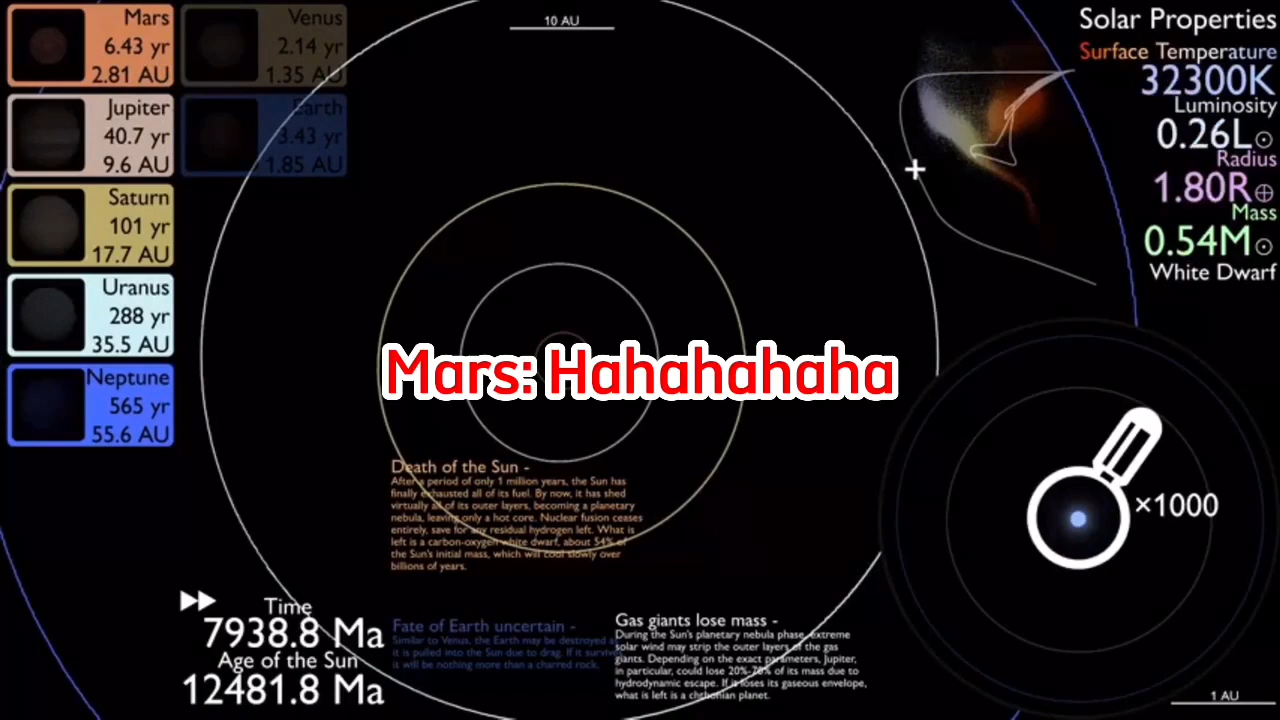 Mars
6.43 yr
2.81 AU
Venus
2.14 yr
1.35 AU
Jupiter
40.7 yr
9.6 AU
Earth
3.43 yr
1.85 AU
Saturn
101 yr
17.7 AU
Uranus
288 yr
35.5 AU
Neptune
565 yr
55.6 AU
10 AU
Solar Properties
Surface Temperature
32300K
Luminosity
0.26L☉
Radius
1.80R⊕
Mass
0.54M☉
White Dwarf
Mars: Hahahahaha
×1000
Death of the Sun -
After a period of only 1 million years, the Sun has
finally exhausted all of its fuel. By now, it has shed
virtually all of its outer layers, becoming a planetary
nebula, leaving only a hot core. Nuclear fusion ceases
entirely, save for any residual hydrogen left. What is
left is a carbon-oxygen white dwarf, about 54% of
the Sun's initial mass, which will cool slowly over
billions of years.
Time
7938.8 Ma
Age of the Sun
12481.8 Ma
Fate of Earth uncertain -
Similar to Venus, the Earth may be destroyed
it is pulled into the Sun due to drag. If it
it will be nothing more than a charred rock.
Gas giants lose mass -
During the Sun's planetary nebula phase, extreme
solar wind may strip the outer layers of the gas
giants. Depending on the exact parameters, Jupiter,
in particular, could lose 20%-70% of its mass due to
hydrodynamic escape. If it loses its gaseous envelope,
what is left is a chthonian planet.
1 AU